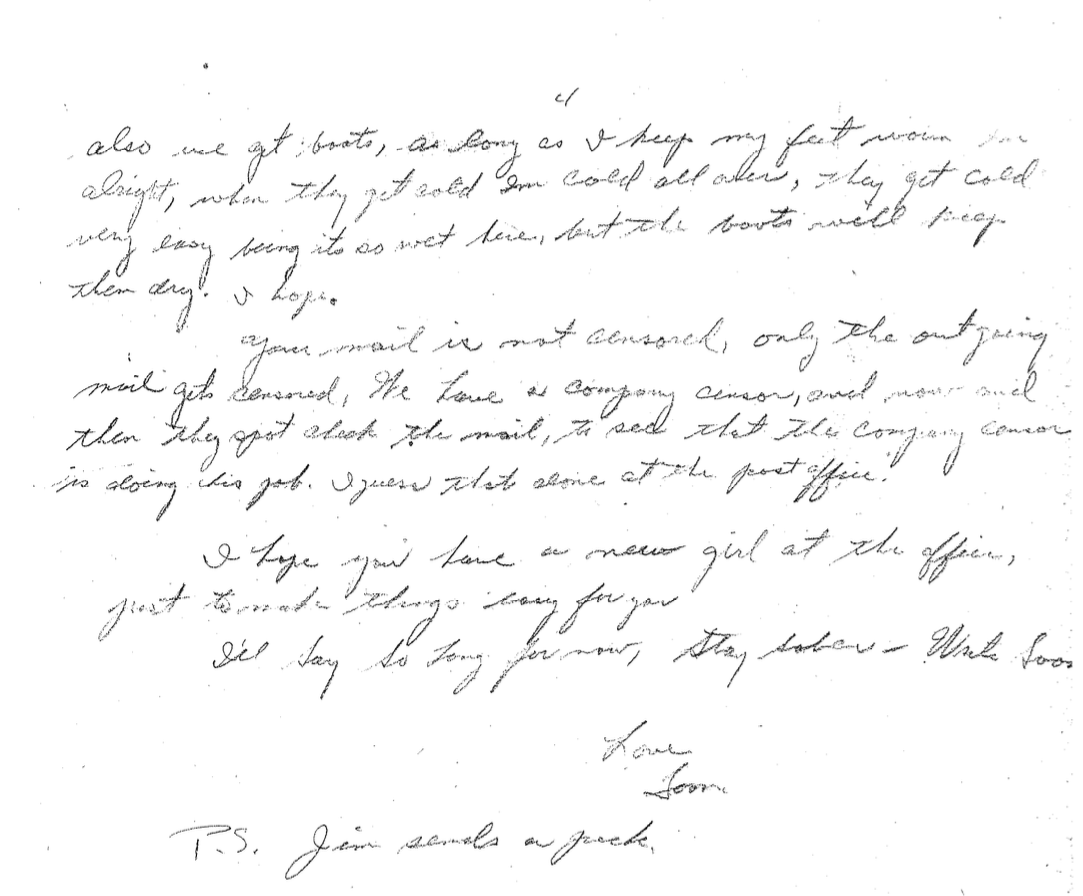 4
also we get boots, as long as I keep my feet warm Im
alright, when they get cold Im cold all over, they get cold
very easy being its so wet here, but the boots will keep
them dry. I hope.
Your mail is not censored, only the outgoing
mail gets censored, We have a company censor, and now and
then they spot check the mail, to see that the company censor
is doing his job. I guess thats done at the post office.
I hope you have a new girl at the office,
just to make things easy for you
I'll say so long for now, Stay sober – Write Soon
Love
P.S. Jim sends a peck.